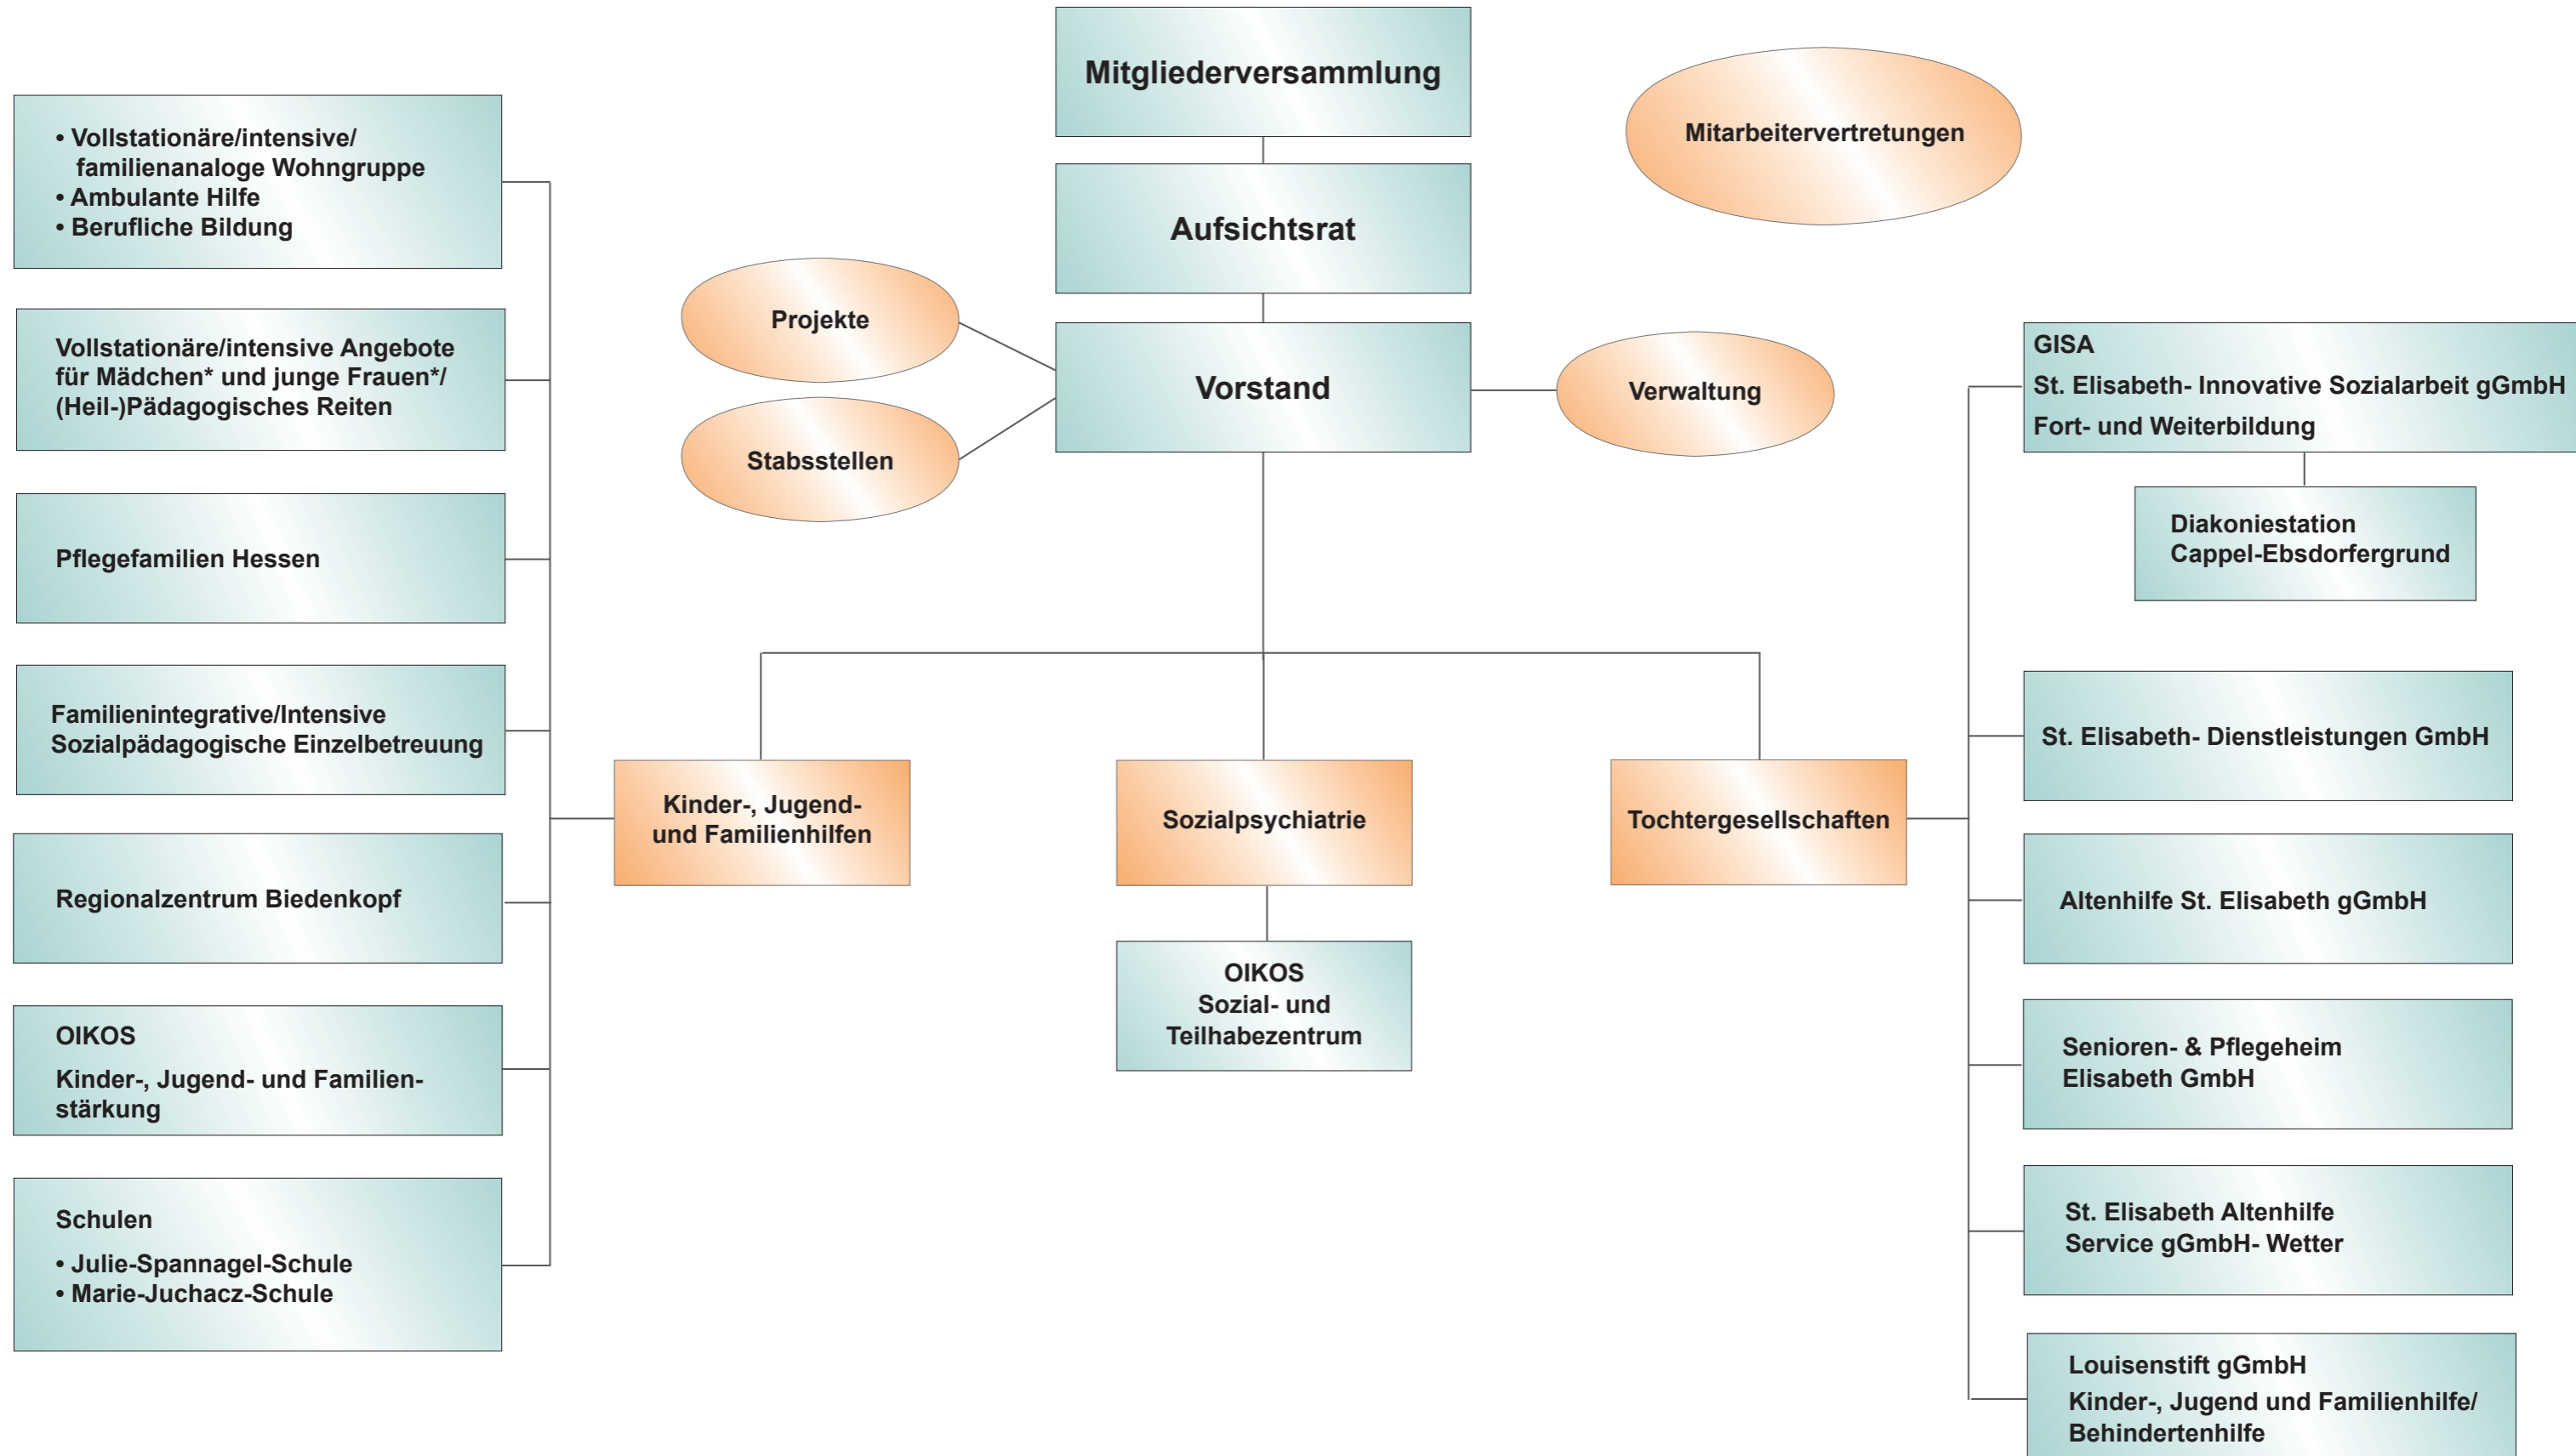 Mitgliederversammlung
Mitarbeitervertretungen
Aufsichtsrat
Projekte
Vorstand
Verwaltung
Stabsstellen
• Vollstationäre/intensive/
familienanaloge Wohngruppe
• Ambulante Hilfe
• Berufliche Bildung
Vollstationäre/intensive Angebote
für Mädchen* und junge Frauen*/
(Heil-)Pädagogisches Reiten
Pflegefamilien Hessen
Familienintegrative/Intensive
Sozialpädagogische Einzelbetreuung
Regionalzentrum Biedenkopf
OIKOS
Kinder-, Jugend- und Familien-
stärkung
Schulen
• Julie-Spannagel-Schule
• Marie-Juchacz-Schule
Kinder-, Jugend-
und Familienhilfen
Sozialpsychiatrie
OIKOS
Sozial- und
Teilhabezentrum
Tochtergesellschaften
GISA
St. Elisabeth- Innovative Sozialarbeit gGmbH
Fort- und Weiterbildung
Diakoniestation
Cappel-Ebsdorfergrund
St. Elisabeth- Dienstleistungen GmbH
Altenhilfe St. Elisabeth gGmbH
Senioren- & Pflegeheim
Elisabeth GmbH
St. Elisabeth Altenhilfe
Service gGmbH- Wetter
Louisenstift gGmbH
Kinder-, Jugend und Familienhilfe/
Behindertenhilfe